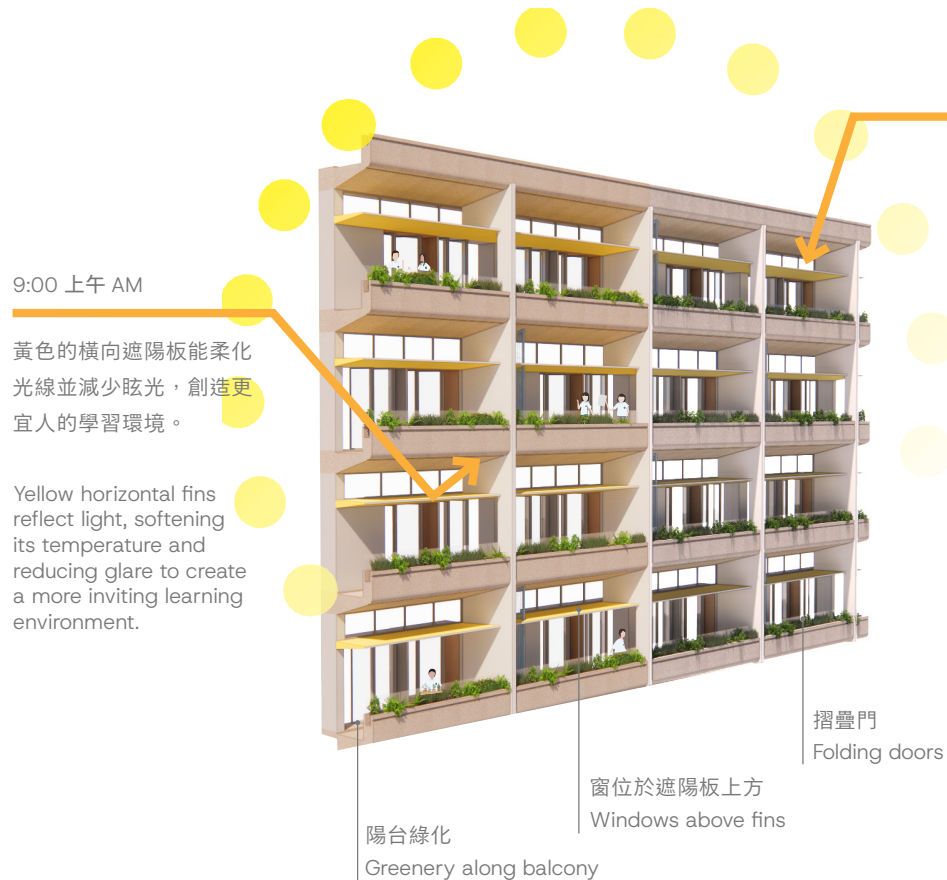 9:00 上午 AM
黃色的橫向遮陽板能柔化
光線並減少眩光，創造更
宜人的學習環境。
Yellow horizontal fins
reflect light, softening
its temperature and
reducing glare to create
a more inviting learning
environment.
摺疊門
Folding doors
窗位於遮陽板上方
Windows above fins
陽台綠化
Greenery along balcony